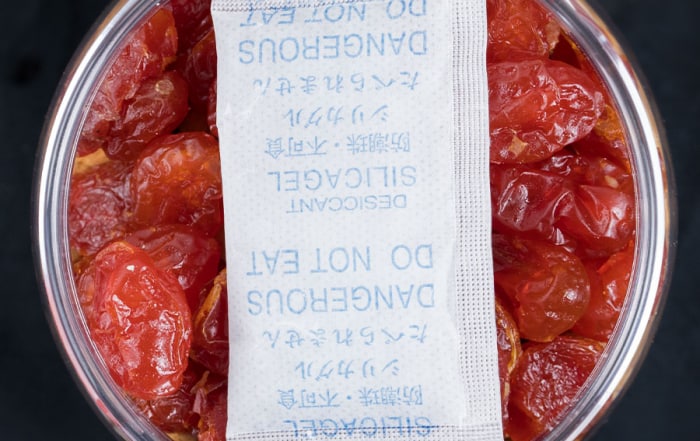 SILICAGEL
防潮珠・不可食
シリカゲル
たべられません
DANGEROUS
DO NOT EAT
DESICCANT
SILICAGEL
防潮珠・不可食
シリカゲル
たべられません
DANGEROUS
DO NOT EAT